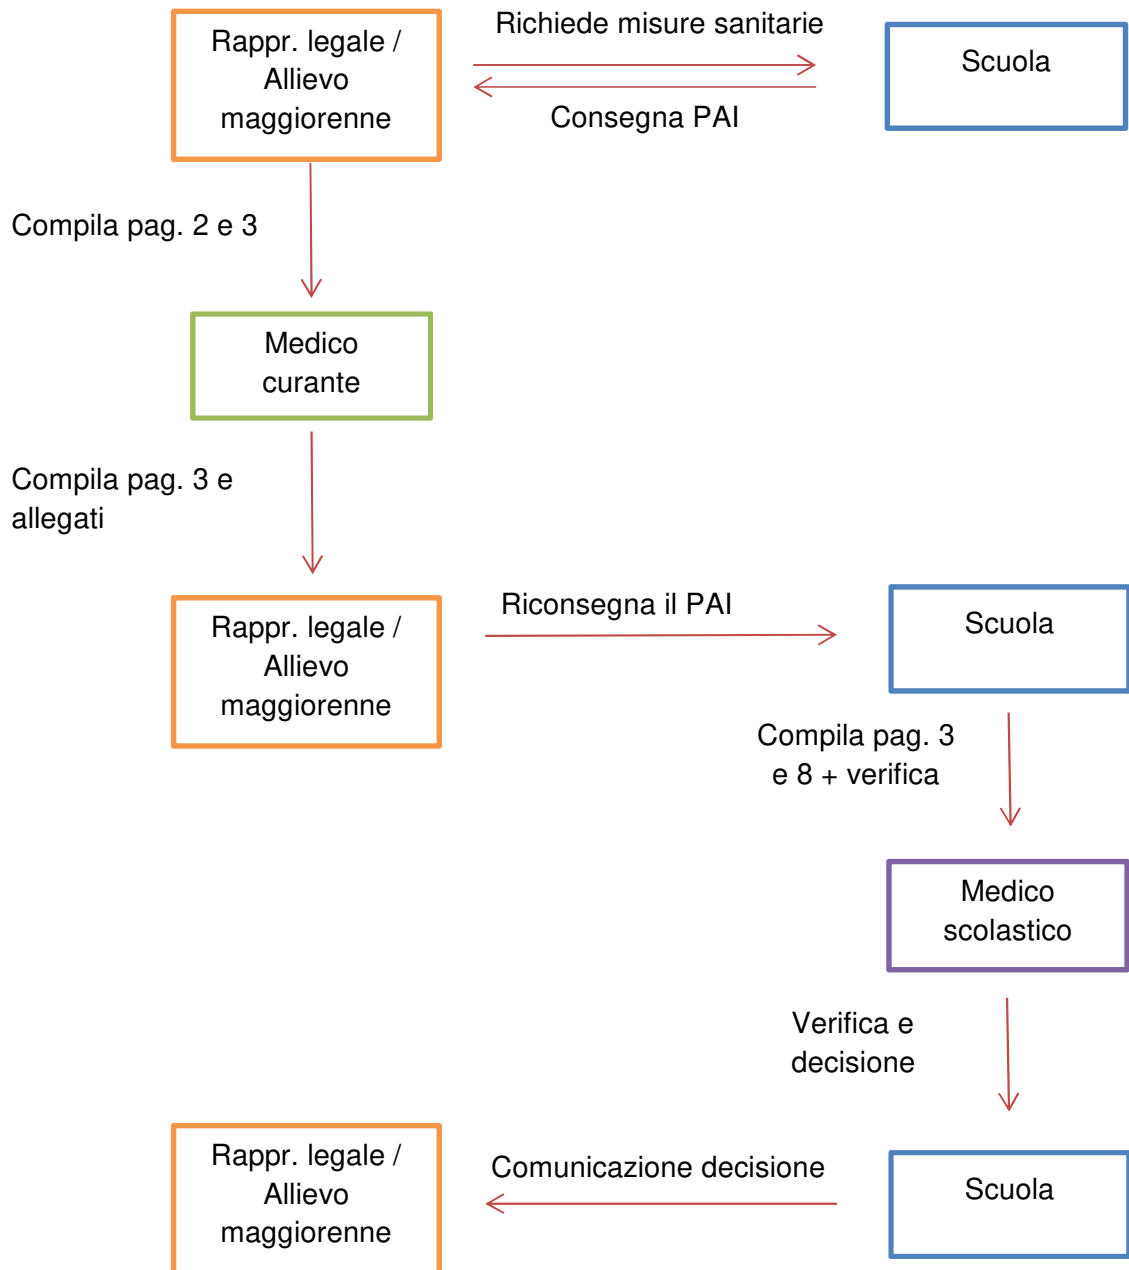 Rappr. legale /
Allievo
maggiorenne
Richiede misure sanitarie
Consegna PAI
Scuola
Compila pag. 2 e 3
Medico
curante
Compila pag. 3 e
allegati
Rappr. legale /
Allievo
maggiorenne
Riconsegna il PAI
Scuola
Compila pag. 3
e 8 + verifica
Medico
scolastico
Verifica e
decisione
Rappr. legale /
Allievo
maggiorenne
Comunicazione decisione
Scuola